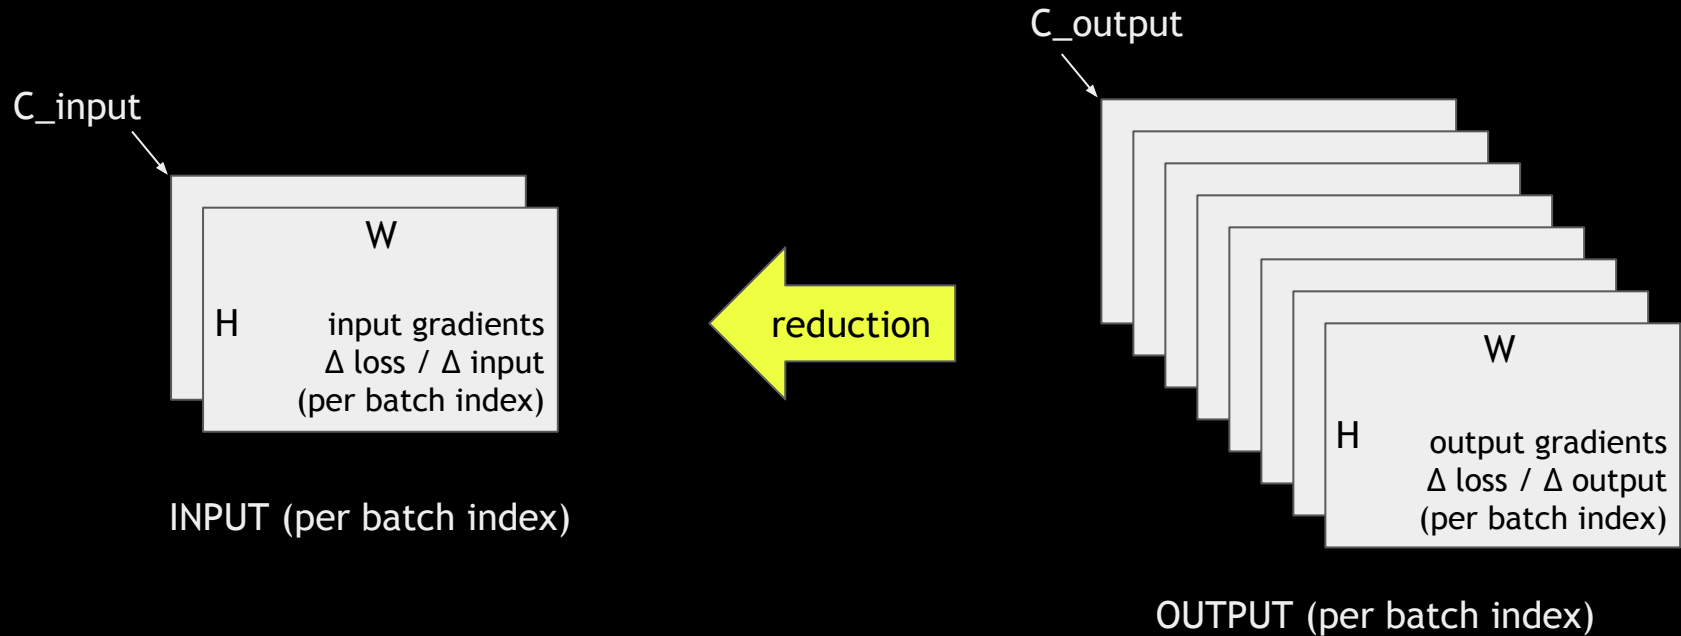 C_output
C_input
W
H
input gradients
Δ loss / Δ input
(per batch index)
reduction
W
H
output gradients
Δ loss / Δ output
(per batch index)
INPUT (per batch index)
OUTPUT (per batch index)